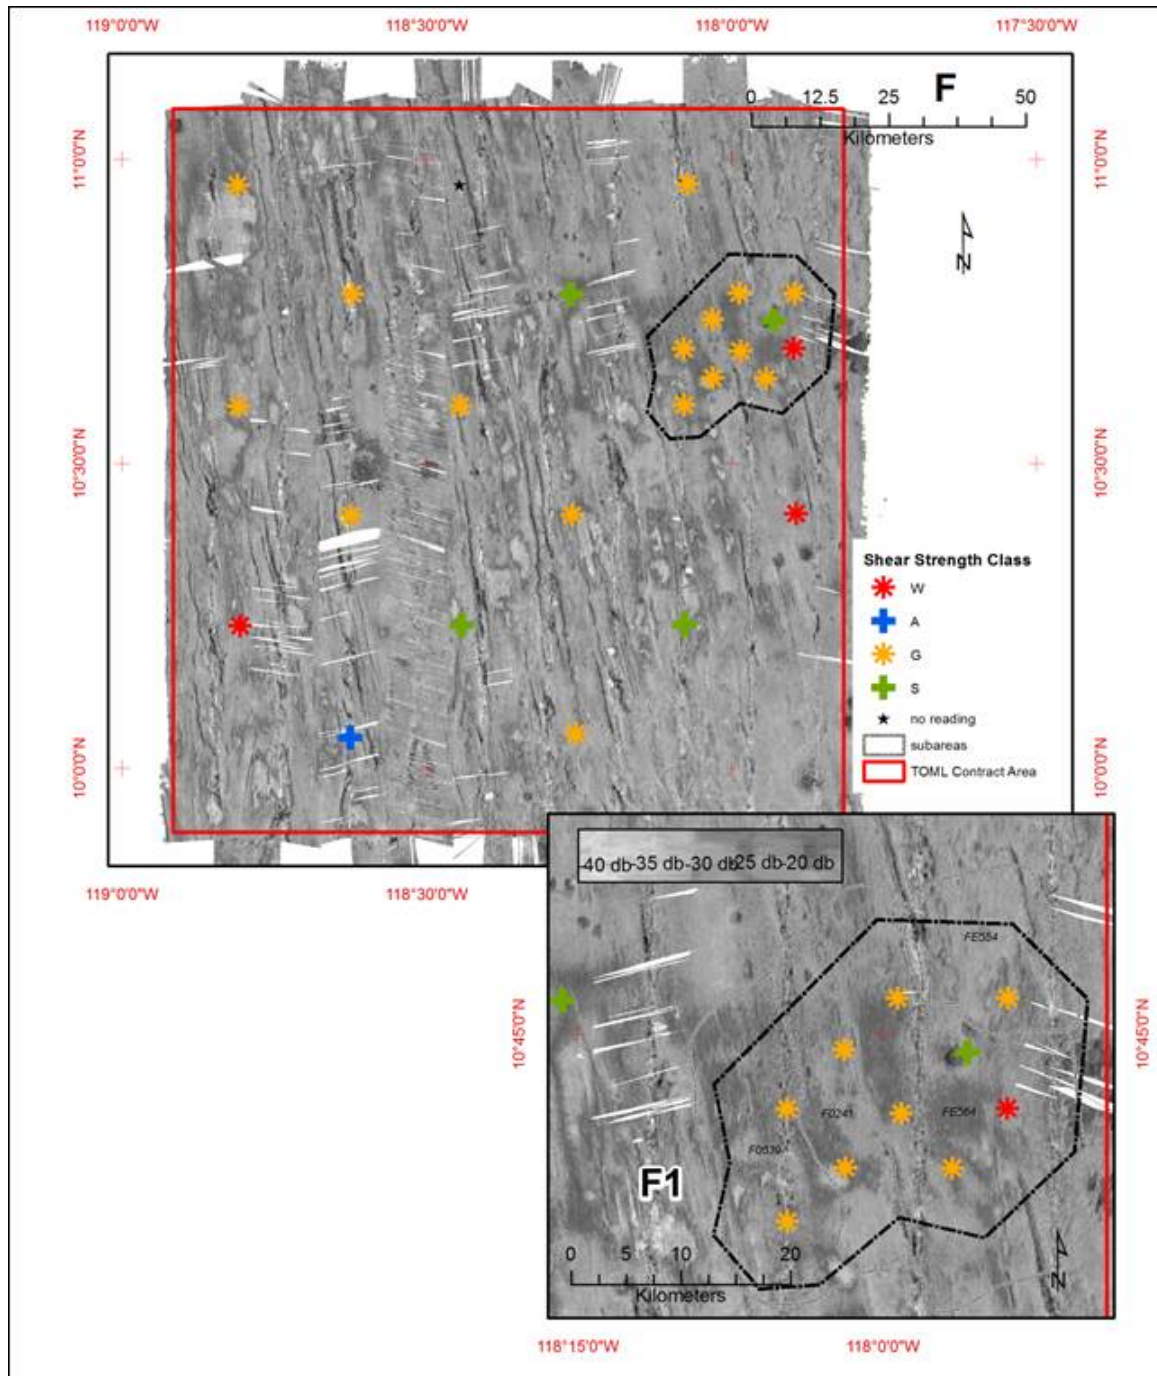 119°0'0"W 118°30'0"W 118°0'0"W 117°30'0"W
F
0 12.5 25 50
Kilometers
11°0'0"N
11°0'0"N
N
10°30'0"N
10°30'0"N
Shear Strength Class
W
A
G
S
no reading
subareas
TOML Contract Area
10°0'0"N
10°0'0"N
119°0'0"W 118°30'0"W
-40 db -35 db -30 db -25 db -20 db
FE554
10°45'0"N
10°45'0"N
F0241
FE564
F0539
F1
0 5 10 20
Kilometers
N
118°15'0"W 118°0'0"W